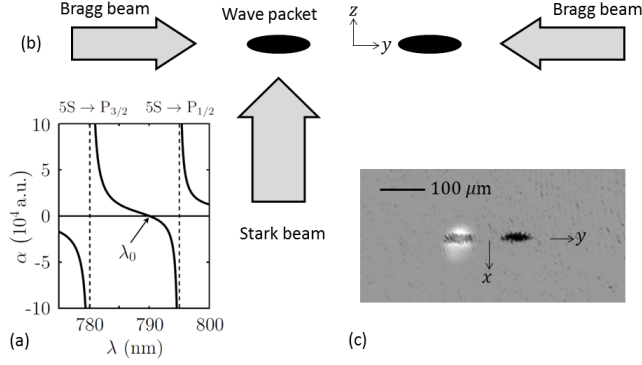 Bragg beam
Wave packet
z
Bragg beam
(b)
y
5S → P3/2
5S → P1/2
10
5
0
-5
-10
α (10⁴ a.u.)
λ0
780
790
800
λ (nm)
(a)
Stark beam
100 μm
y
x
(c)